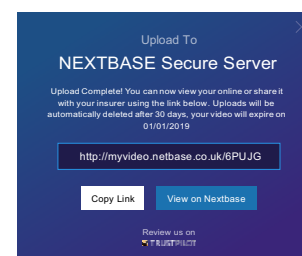 Upload To
NEXTBASE Secure Server
Upload Complete! You can now view your online or share it
with your insurer using the link below. Uploads will be
automatically deleted after 30 days, your video will expire on
01/01/2019
http://myvideo.netbase.co.uk/6PUJG
Copy Link
View on Nextbase
Review us on
TRUSTPILOT